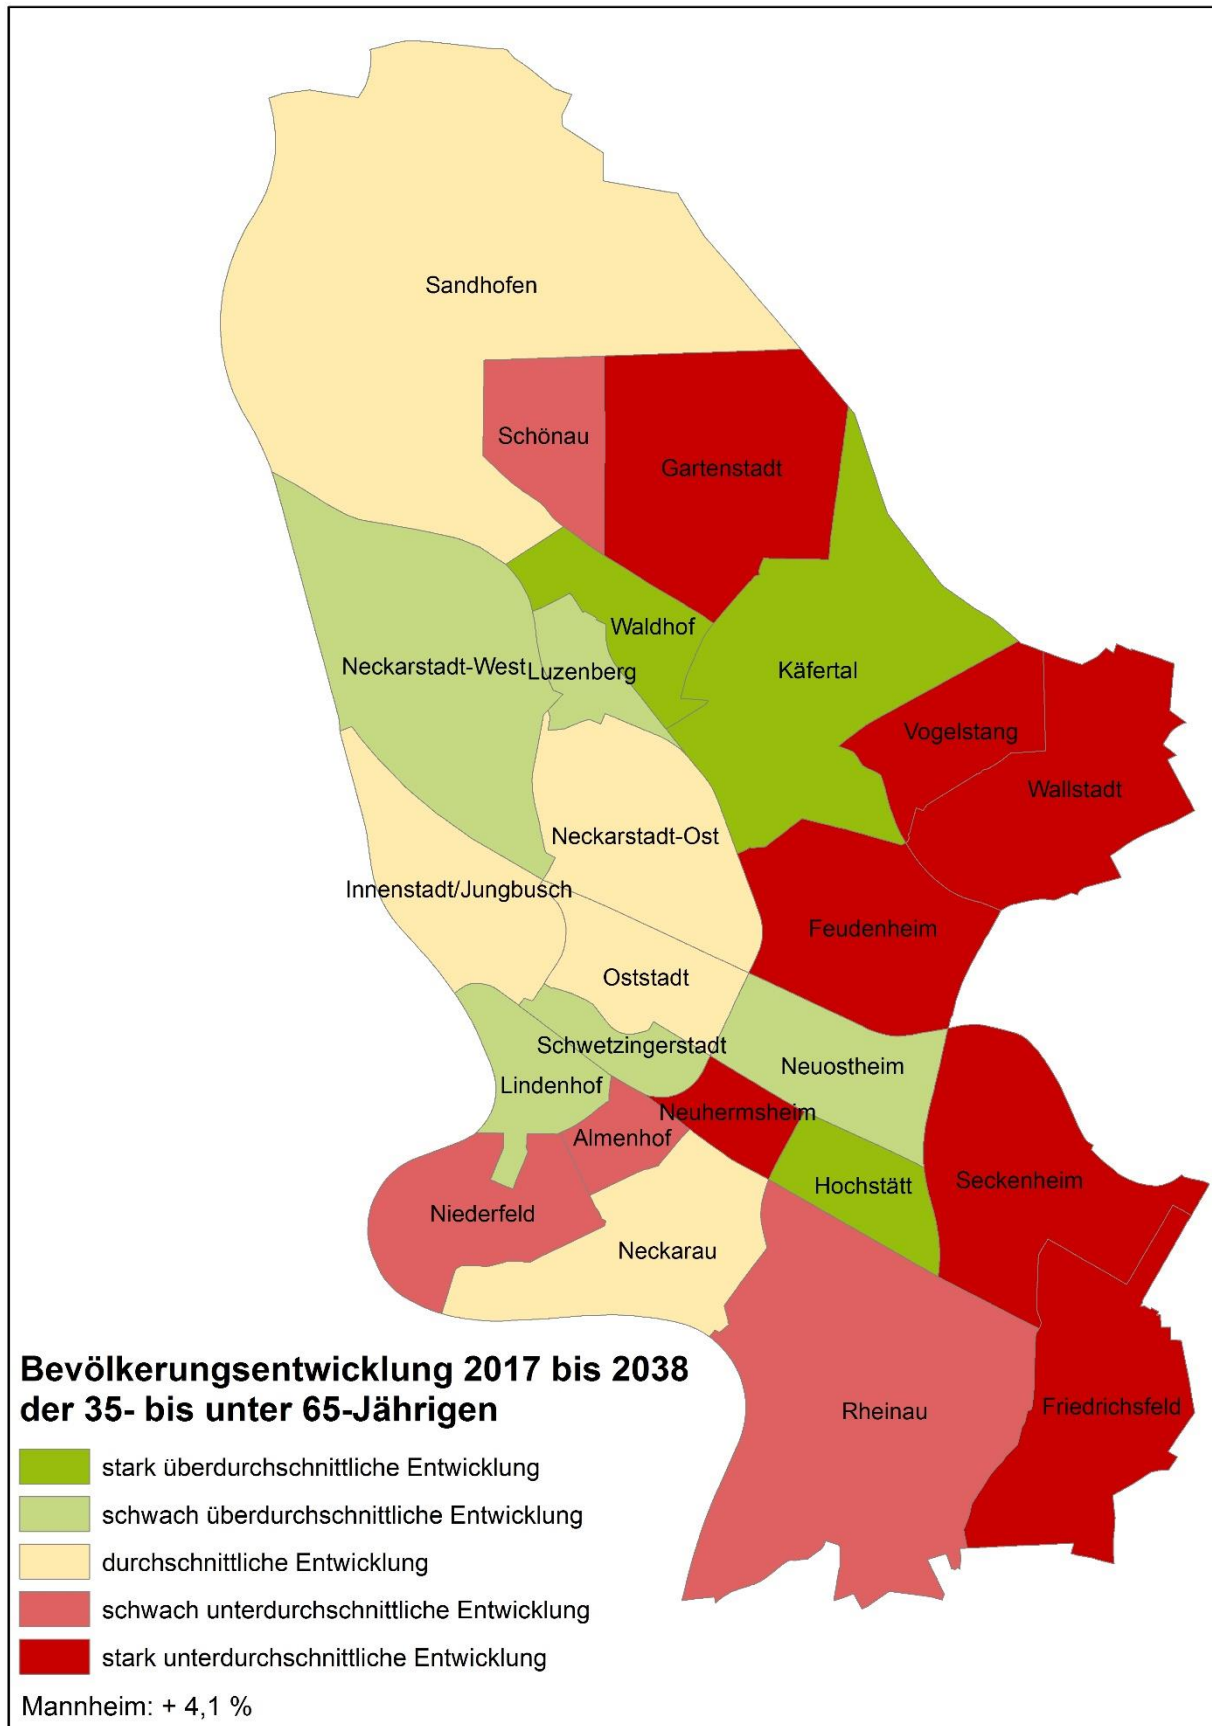 Sandhofen
Schönau
Gartenstadt
Waldhof
Neckarstadt-West
Luzenberg
Käfertal
Vogelstang
Wallstadt
Neckarstadt-Ost
Innenstadt/Jungbusch
Feudenheim
Oststadt
Schwetzingerstadt
Neuostheim
Lindenhof
Neuhermsheim
Almenhof
Hochstätt
Seckenheim
Niederfeld
Neckarau
Rheinau
Friedrichsfeld
Bevölkerungsentwicklung 2017 bis 2038
der 35- bis unter 65-Jährigen
stark überdurchschnittliche Entwicklung
schwach überdurchschnittliche Entwicklung
durchschnittliche Entwicklung
schwach unterdurchschnittliche Entwicklung
stark unterdurchschnittliche Entwicklung
Mannheim: + 4,1 %